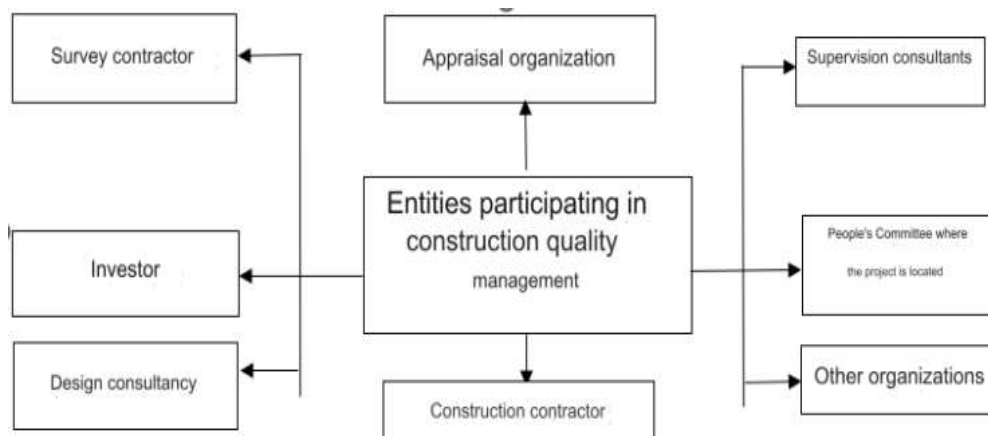 Survey contractor
Appraisal organization
Supervision consultants
Entities participating in
construction quality
management
Investor
People's Committee where
the project is located
Design consultancy
Construction contractor
Other organizations